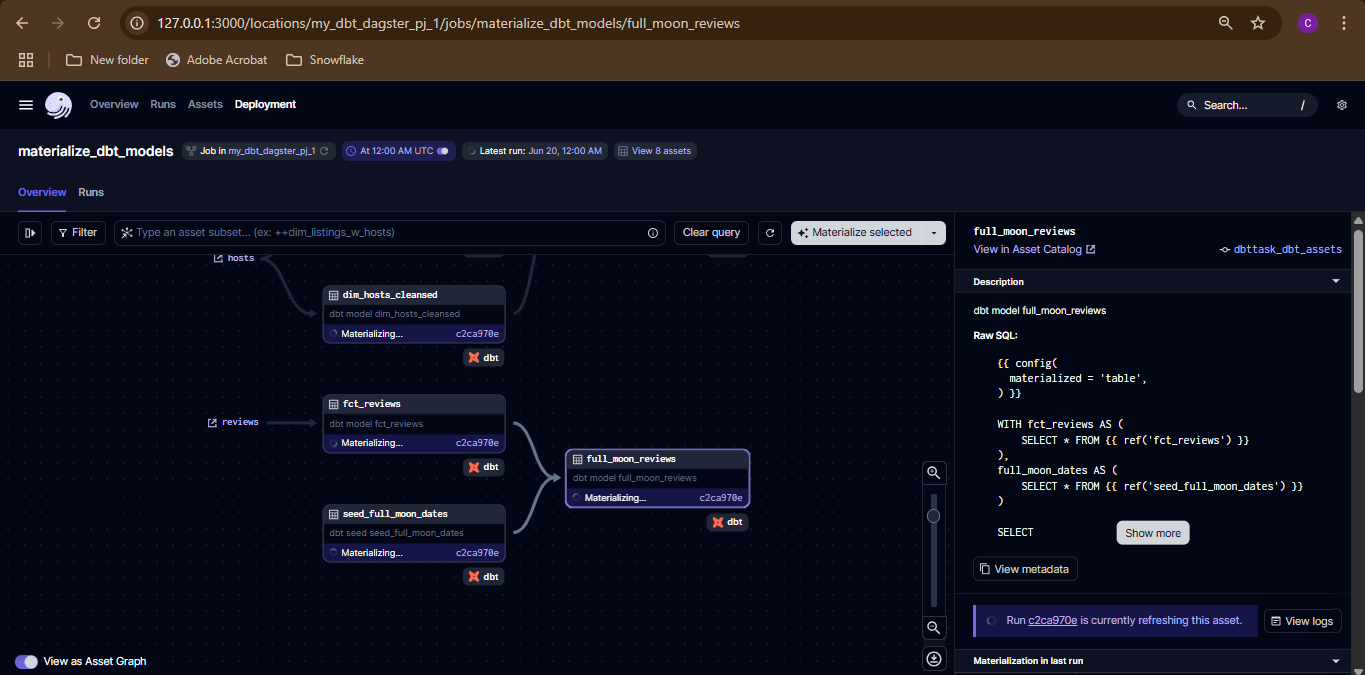 127.0.0.1:3000/locations/my_dbt_dagster_pj_1/jobs/materialize_dbt_models/full_moon_reviews
C
New folder
Adobe Acrobat
Snowflake
Overview Runs Assets Deployment
Search... /
materialize_dbt_models Job in my_dbt_dagster_pj_1 At 12:00 AM UTC Latest run: Jun 20, 12:00 AM View 8 assets
Overview Runs
Filter
Type an asset subset... (ex: ++dim_listings_w_hosts)
Clear query
Materialize selected
hosts
dim_hosts_cleansed
dbt model dim_hosts_cleansed
Materializing... c2ca970e
dbt
reviews
fct_reviews
dbt model fct_reviews
Materializing... c2ca970e
dbt
full_moon_reviews
dbt model full_moon_reviews
Materializing... c2ca970e
dbt
seed_full_moon_dates
dbt seed seed_full_moon_dates
Materializing... c2ca970e
dbt
View as Asset Graph
full_moon_reviews
View in Asset Catalog
dbttask_dbt_assets
Description
dbt model full_moon_reviews
Raw SQL:
{{ config(
materialized = 'table',
) }}
WITH fct_reviews AS (
SELECT * FROM {{ ref('fct_reviews') }}
),
full_moon_dates AS (
SELECT * FROM {{ ref('seed_full_moon_dates') }}
)
SELECT
Show more
View metadata
Run c2ca970e is currently refreshing this asset.
View logs
Materialization in last run